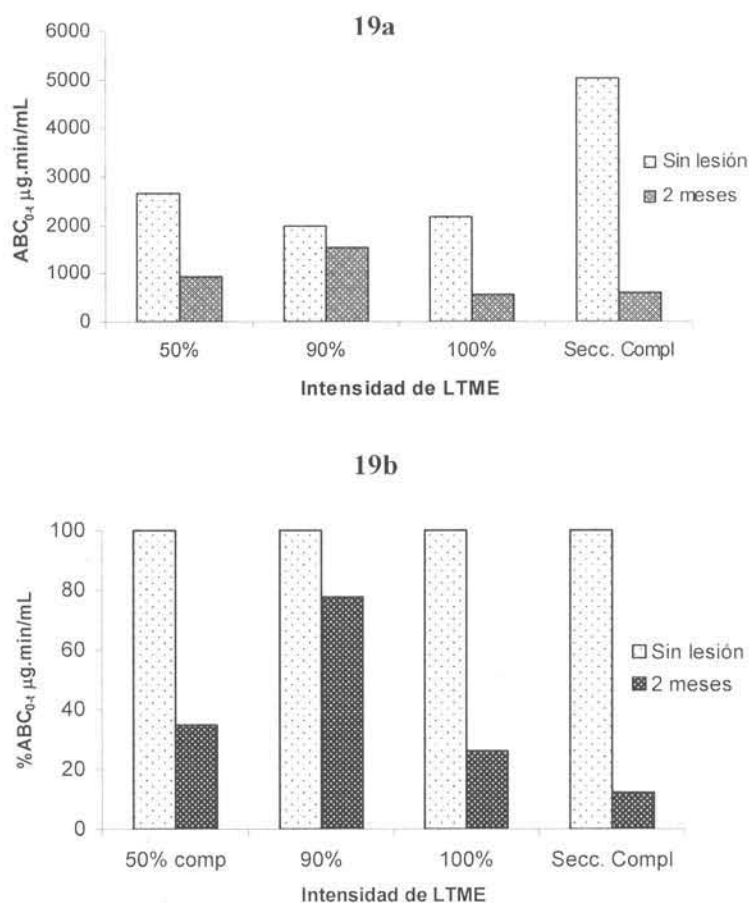 19a
6000
5000
4000
3000
2000
1000
0
ABC0-t µg.min/mL
Sin lesión
2 meses
50% 90% 100% Secc. Compl
Intensidad de LTME
19b
100
80
60
40
20
0
%ABC0-t µg.min/mL
Sin lesión
2 meses
50% comp 90% 100% Secc. Compl
Intensidad de LTME